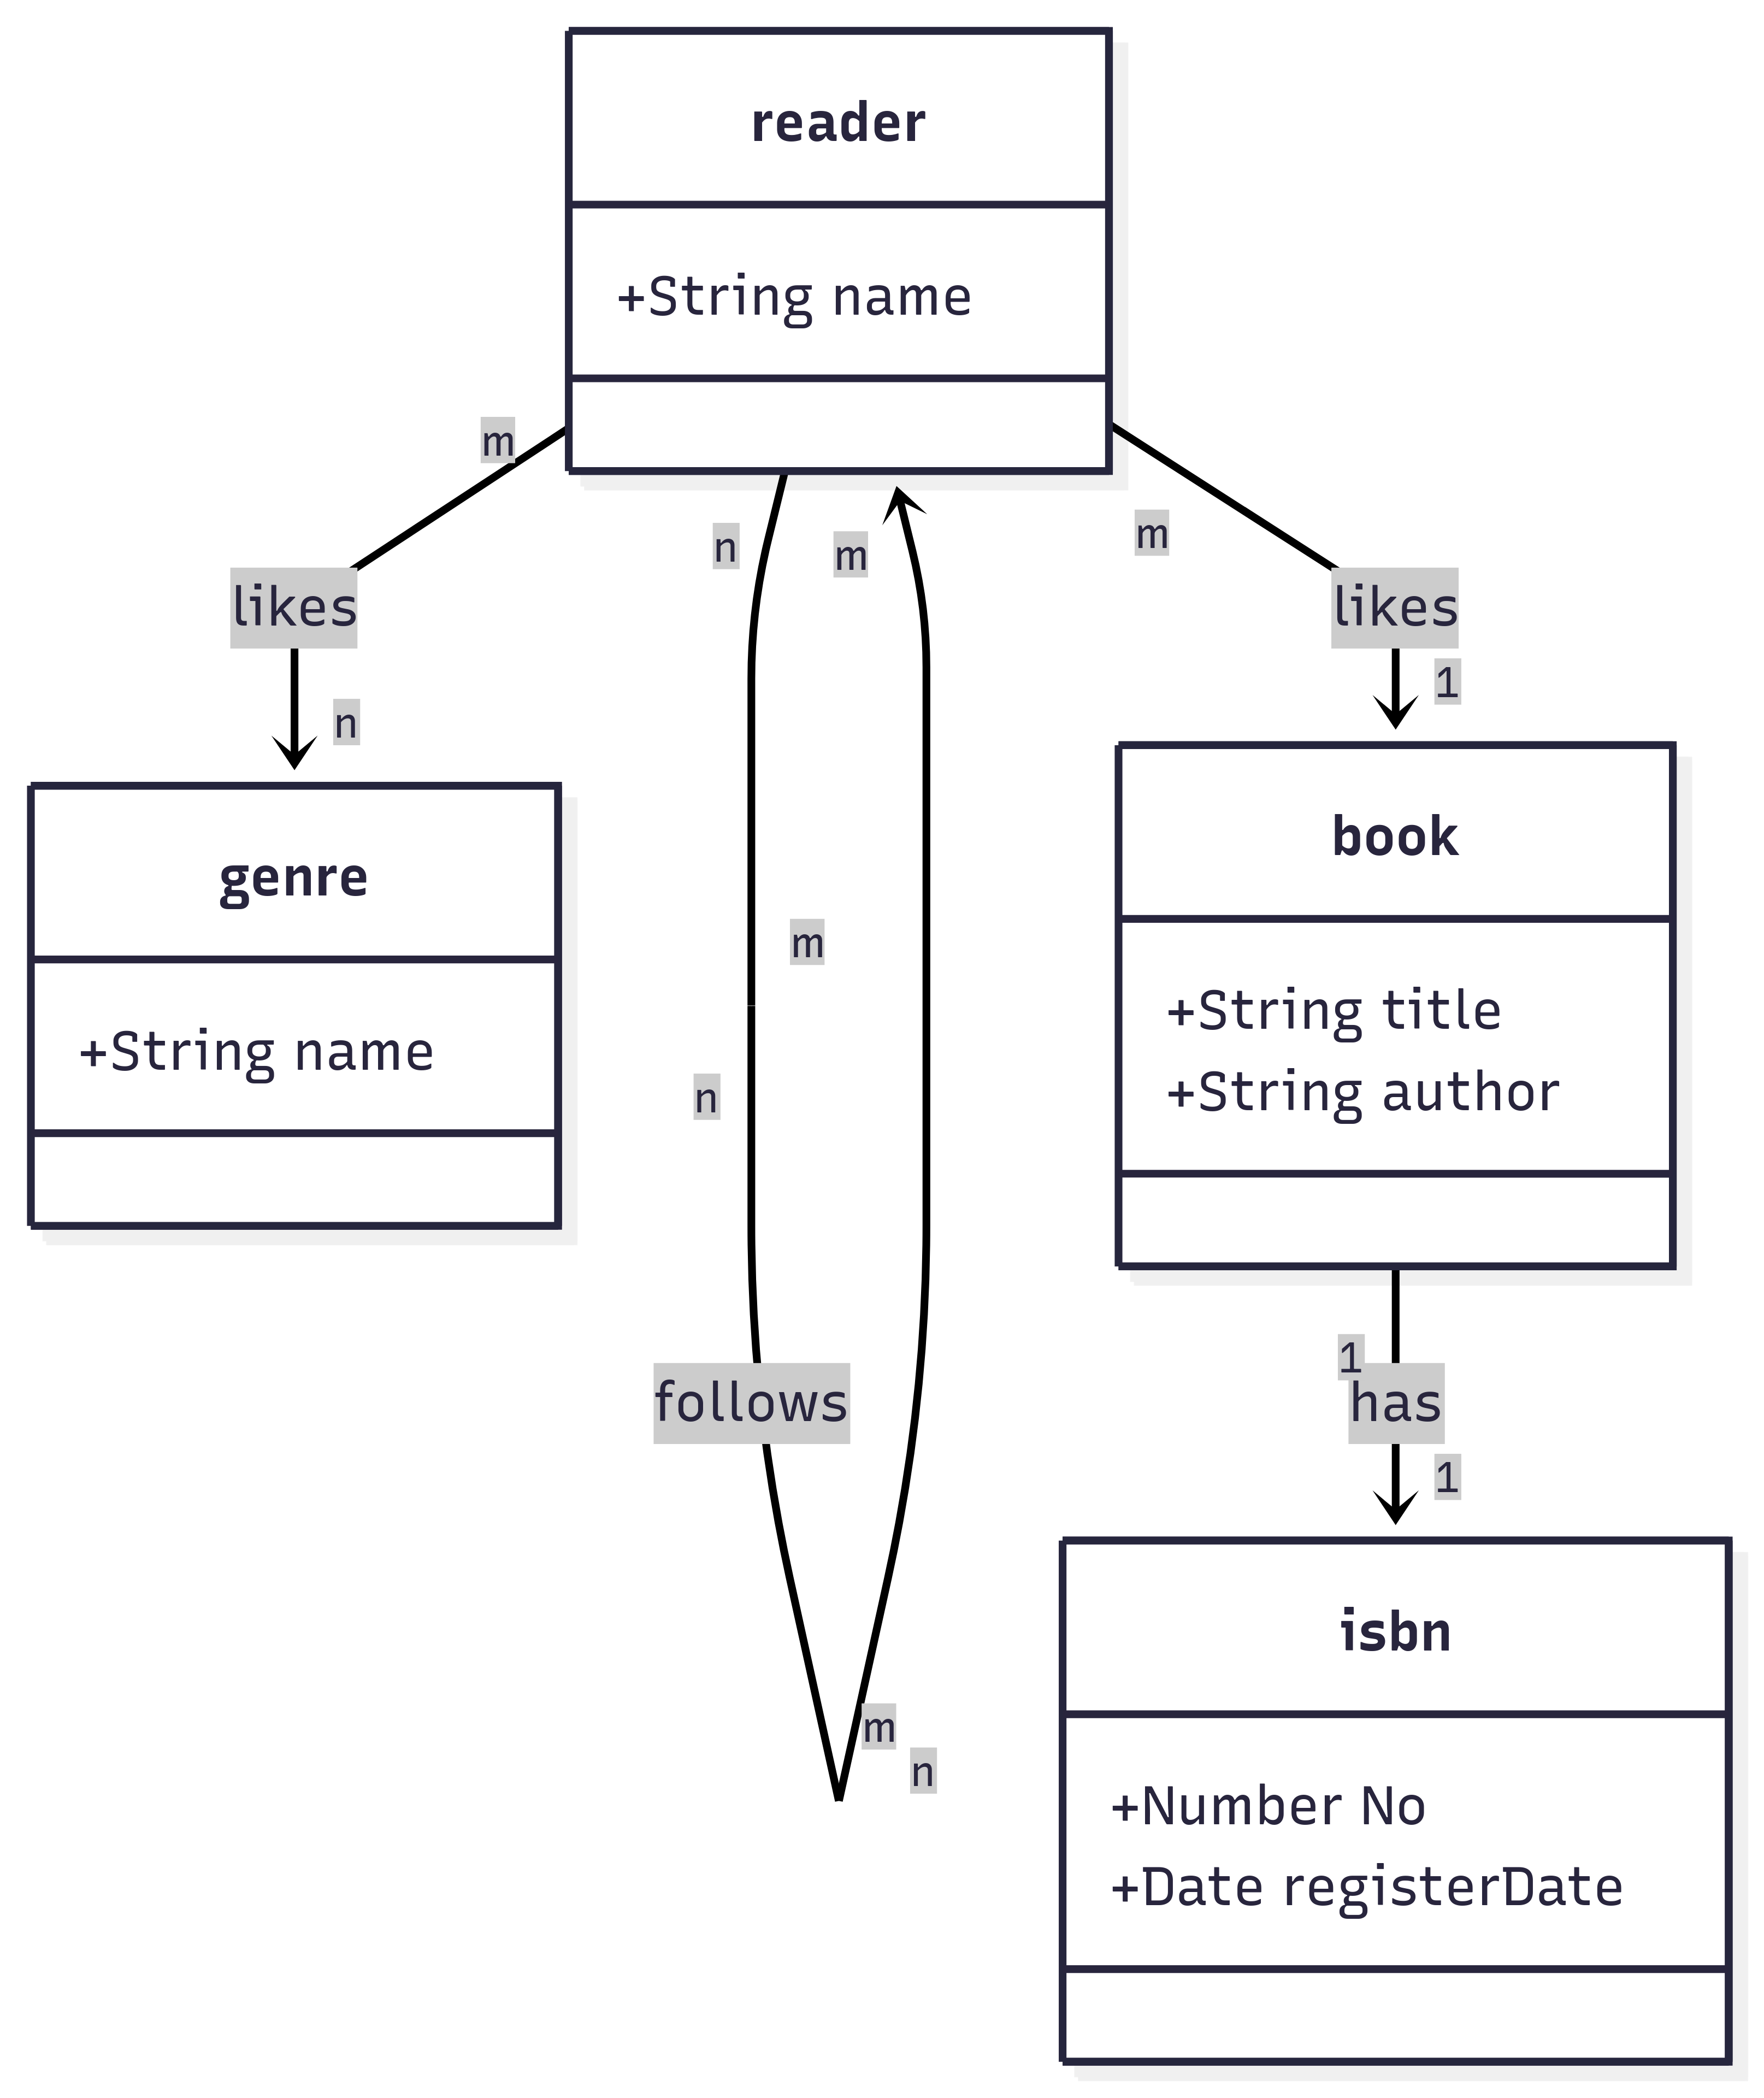 reader
+String name
m
n
m
m
likes
likes
1
n
book
genre
m
+String title
+String name
+String author
n
1
follows
has
1
isbn
m
n
+Number No
+Date registerDate